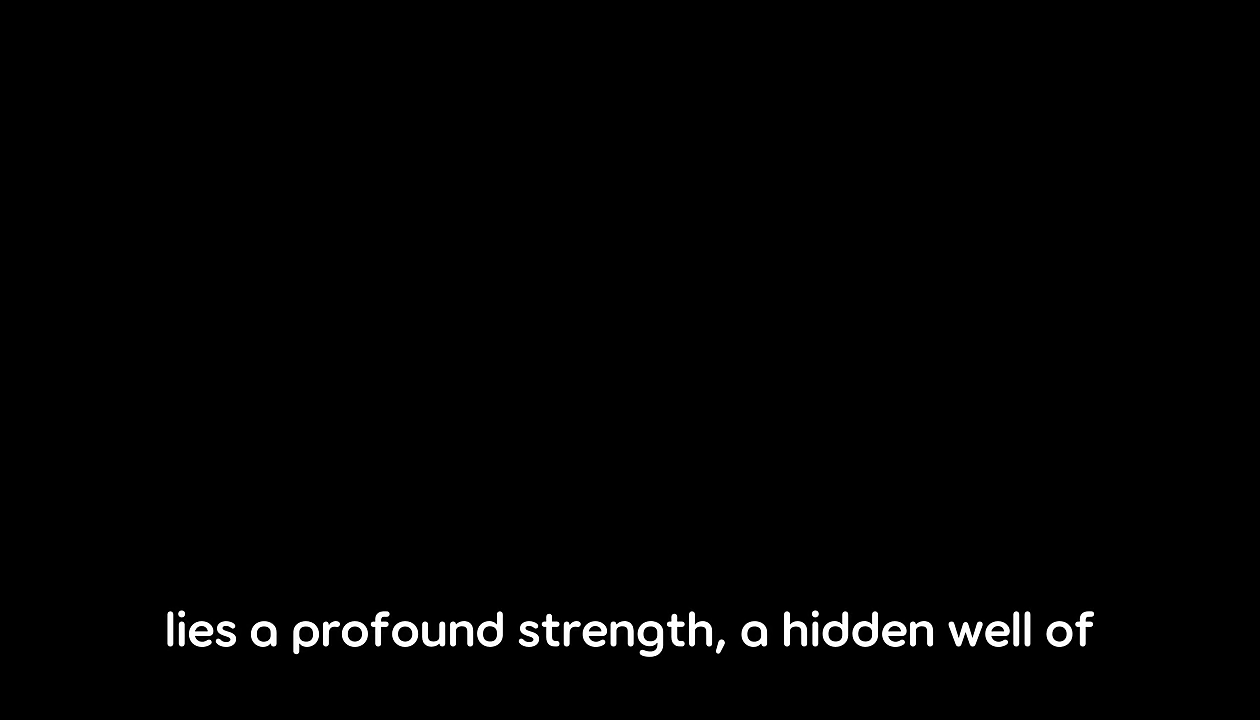 lies a profound strength, a hidden well of